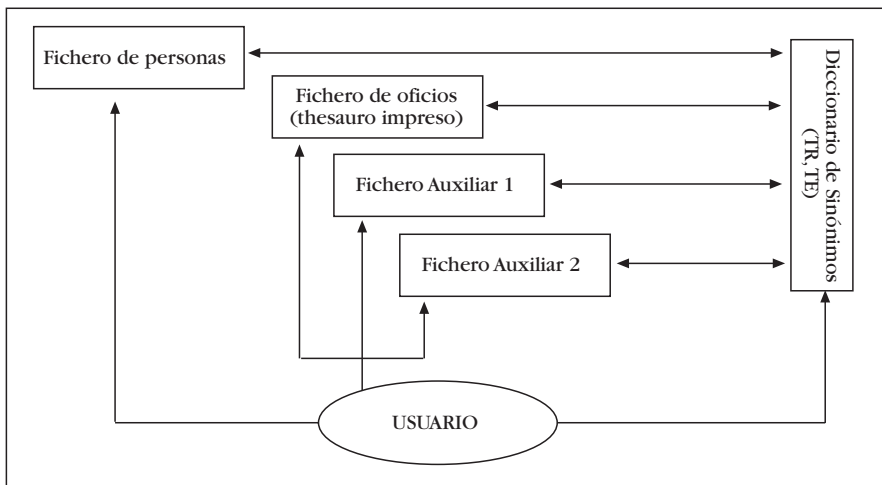 Fichero de personas
Fichero de oficios
(thesauro impreso)
Fichero Auxiliar 1
Fichero Auxiliar 2
Diccionario de Sinónimos
(TR, TE)
USUARIO